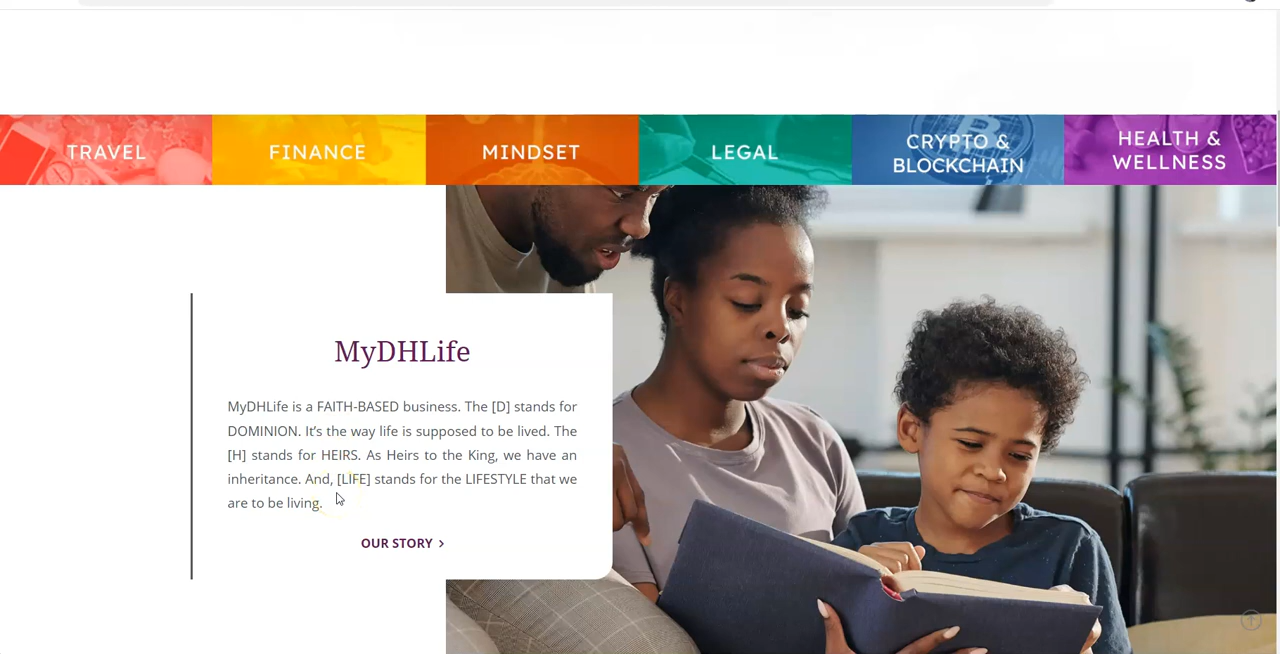 TRAVEL
FINANCE
MINDSET
LEGAL
CRYPTO &
BLOCKCHAIN
HEALTH &
WELLNESS
MyDHLife
MyDHLife is a FAITH-BASED business. The [D] stands for
DOMINION. It’s the way life is supposed to be lived. The
[H] stands for HEIRS. As Heirs to the King, we have an
inheritance. And, [LIFE] stands for the LIFESTYLE that we
are to be living.
OUR STORY >